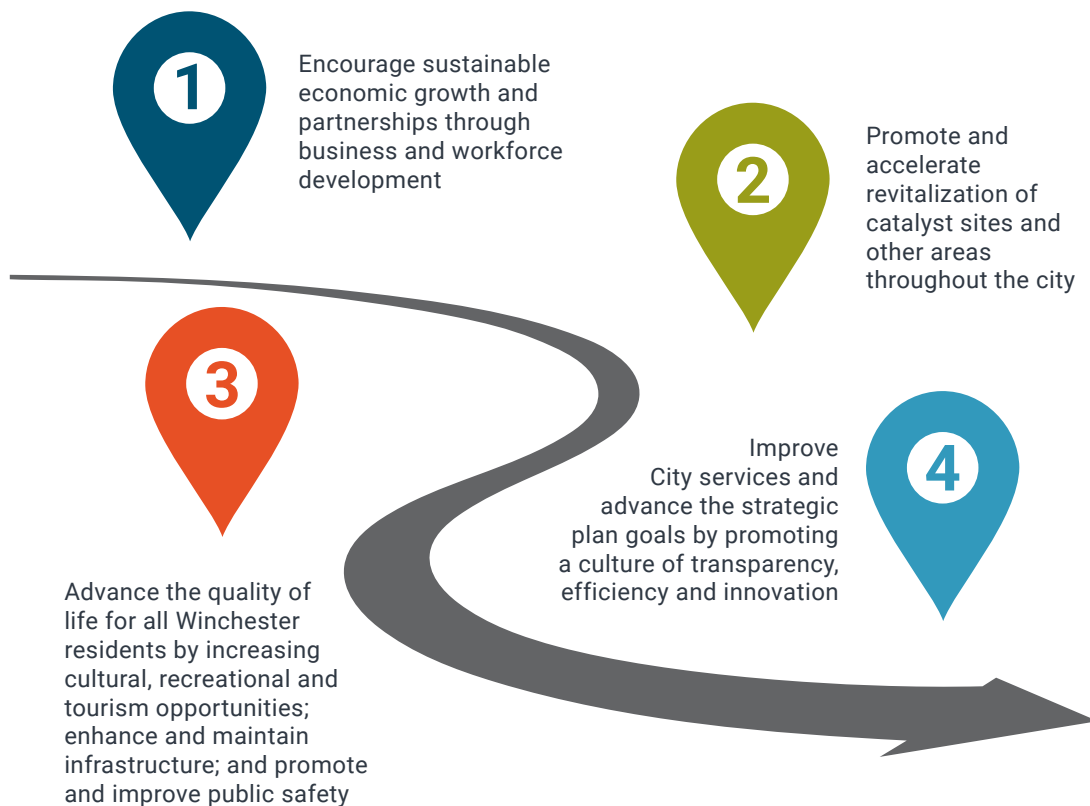 1
Encourage sustainable
economic growth and
partnerships through
business and workforce
development
2
Promote and
accelerate
revitalization of
catalyst sites and
other areas
throughout the city
3
Advance the quality of
life for all Winchester
residents by increasing
cultural, recreational and
tourism opportunities;
enhance and maintain
infrastructure; and promote
and improve public safety
4
Improve
City services and
advance the strategic
plan goals by promoting
a culture of transparency,
efficiency and innovation